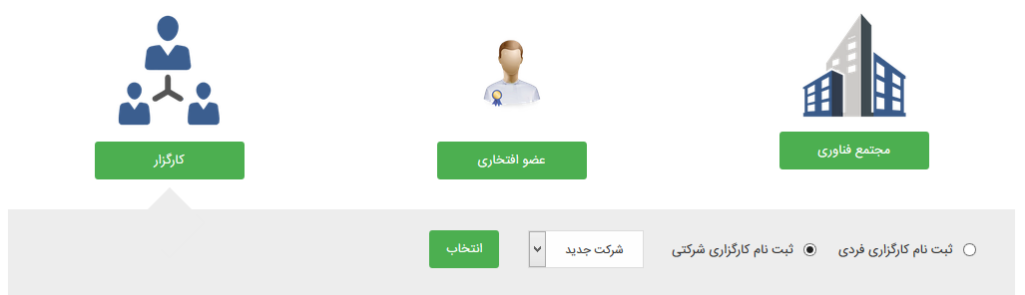 مجتمع فناوری
عضو افتخاری
کارگزار
ثبت نام کارگزاری فردی ثبت نام کارگزاری شرکتی شرکت جدید انتخاب